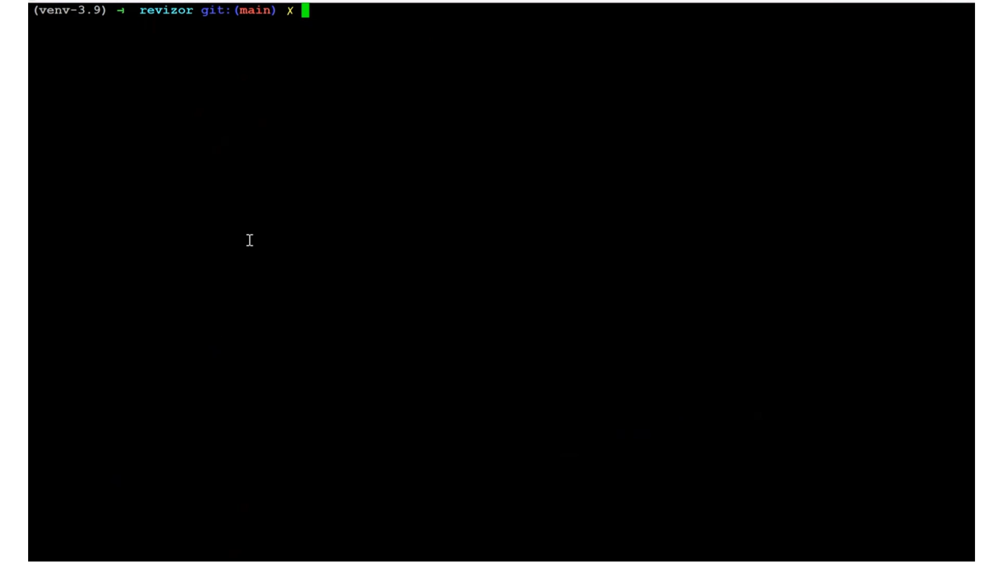 (venv-3.9) → revizor git:(main) ✗